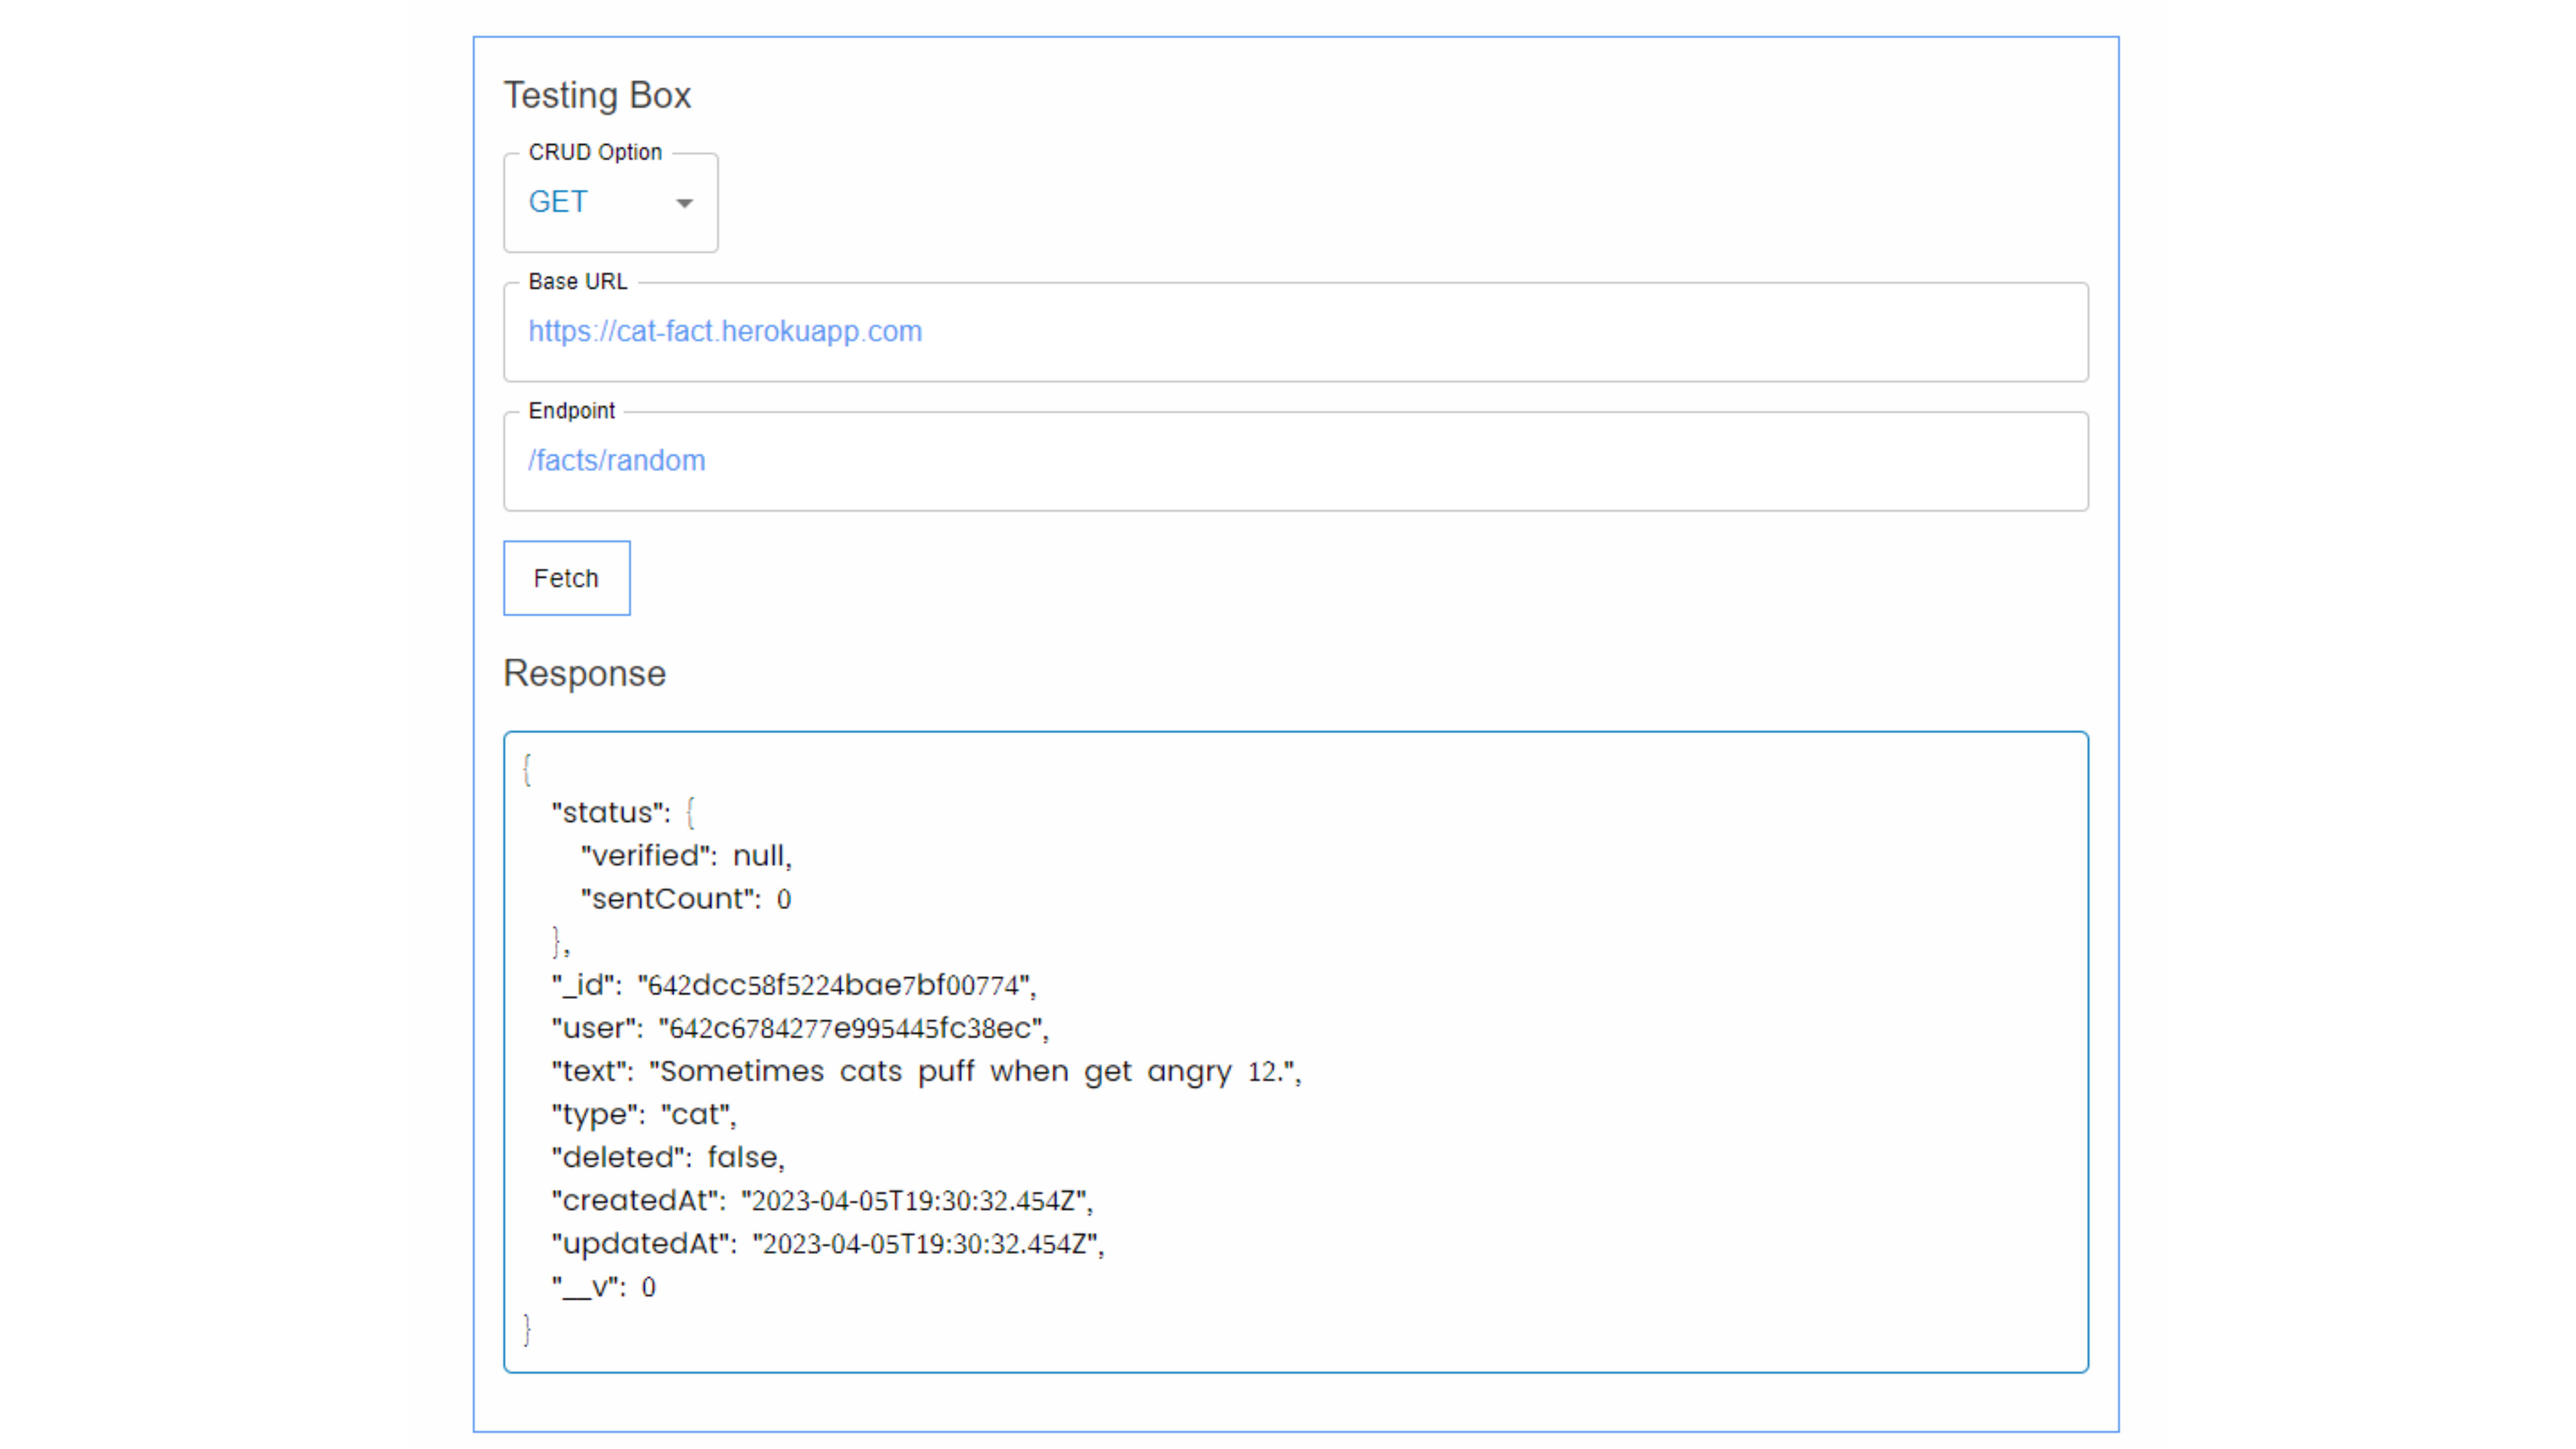 Testing Box
CRUD Option
GET
Base URL
https://cat-fact.herokuapp.com
Endpoint
/facts/random
Fetch
Response
{
"status": {
"verified": null,
"sentCount": 0
},
"_id": "642dcc58f5224bae7bf00774",
"user": "642c6784277e995445fc38ec",
"text": "Sometimes cats puff when get angry 12.",
"type": "cat",
"deleted": false,
"createdAt": "2023-04-05T19:30:32.454Z",
"updatedAt": "2023-04-05T19:30:32.454Z",
"__v": 0
}